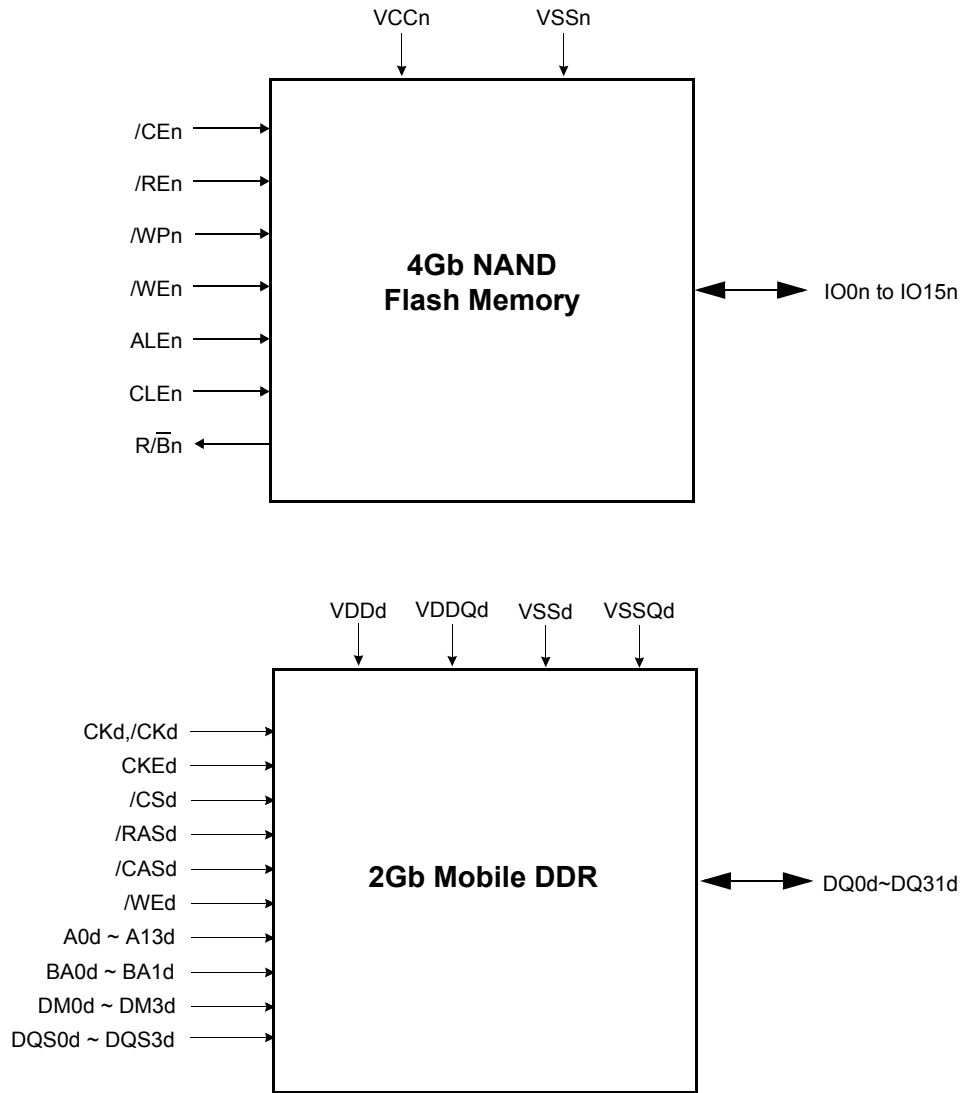 VCCn
VSSn
/CEn
/REn
/WPn
/WEn
ALEn
CLEn
R/B̅n
4Gb NAND
Flash Memory
IO0n to IO15n
VDDd
VDDQd
VSSd
VSSQd
CKd,/CKd
CKEd
/CSd
/RASd
/CASd
/WEd
A0d ~ A13d
BA0d ~ BA1d
DM0d ~ DM3d
DQS0d ~ DQS3d
2Gb Mobile DDR
DQ0d~DQ31d